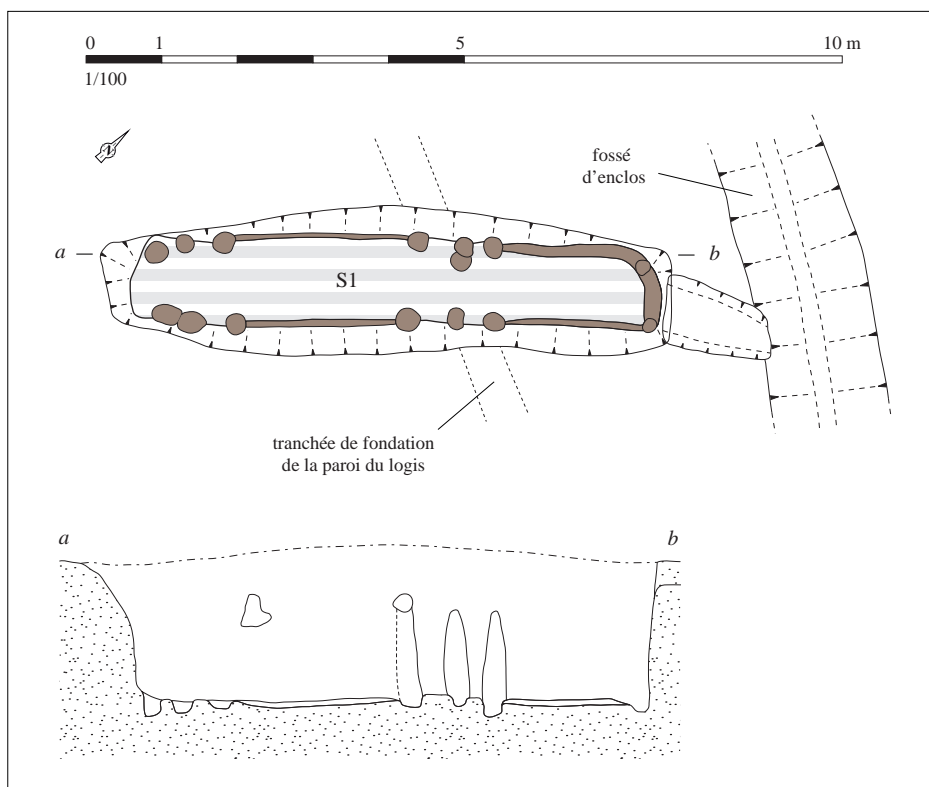 0 1 5 10 m
1/100
N
fossé
d'enclos
a
b
S1
tranchée de fondation
de la paroi du logis
a
b